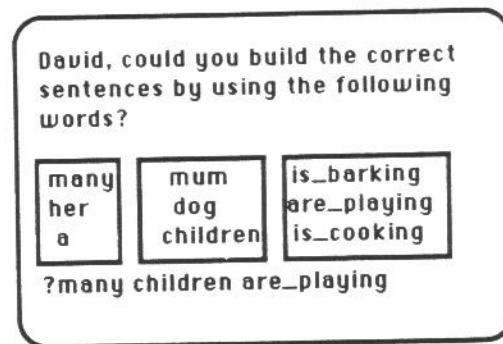 David, could you build the correct
sentences by using the following
words?
many mum is_barking
her dog are_playing
a children is_cooking
?many children are_playing